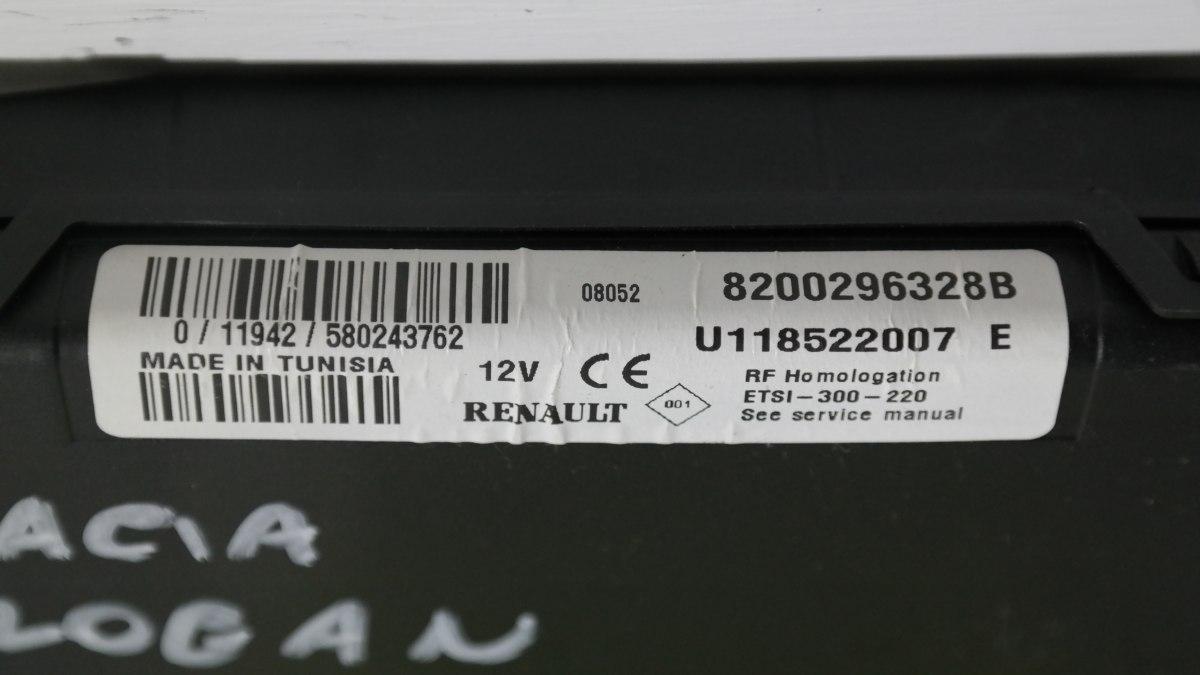 08052
8200296328B
0 / 11942 / 580243762
U118522007 E
MADE IN TUNISIA
12V CE
RF Homologation
ETSI-300-220
RENAULT
001
See service manual
ACIA
LOGAN